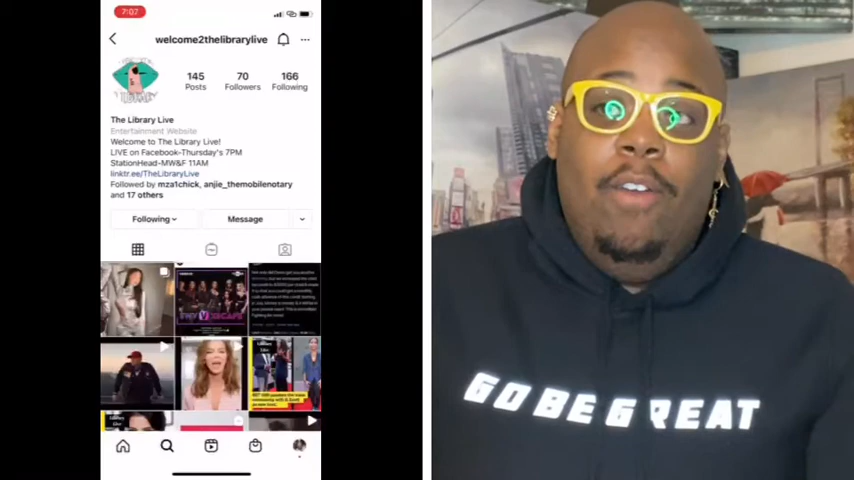 7:07
welcome2thelibrarylive
145
70
166
Posts
Followers
Following
The Library Live
Entertainment Website
Welcome to The Library Live!
LIVE on Facebook-Thursday's 7PM
StationHead-MW&F 11AM
linktr.ee/TheLibraryLive
Followed by mza1chick, anjie_themobilenotary
and 17 others
Following
Message
GO BE GREAT